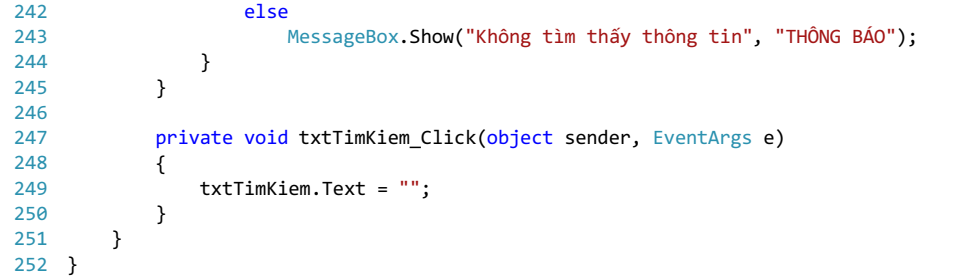 242                 else
243                     MessageBox.Show("Không tìm thấy thông tin", "THÔNG BÁO");
244             }
245         }
246
247         private void txtTimKiem_Click(object sender, EventArgs e)
248         {
249             txtTimKiem.Text = "";
250         }
251     }
252 }